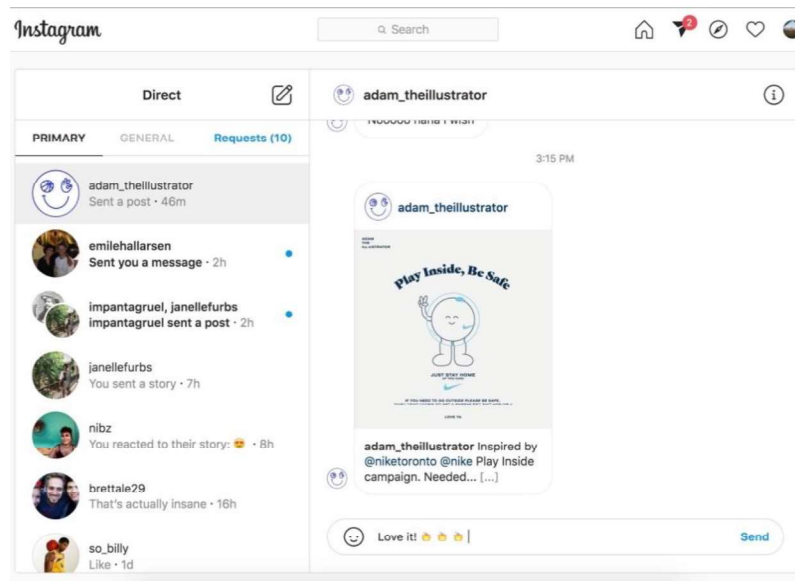 Instagram
Search
2
Direct
PRIMARY GENERAL Requests (10)
adam_theillustrator
Sent a post · 46m
emilehallarsen
Sent you a message · 2h
impantagruel, janellefurbs
impantagruel sent a post · 2h
janellefurbs
You sent a story · 7h
nibz
You reacted to their story: 😍 · 8h
brettale29
That's actually insane · 16h
so_billy
Like · 1d
adam_theillustrator
Nooooo haha I wish
3:15 PM
adam_theillustrator
ADAM
THE
ILLUSTRATOR
Play Inside, Be Safe
JUST STAY HOME
IF YOU NEED TO GO OUTSIDE PLEASE BE SAFE.
LOVE YA
adam_theillustrator Inspired by
@niketoronto @nike Play Inside
campaign. Needed... [...]
Love it! 👏 👏 👏
Send